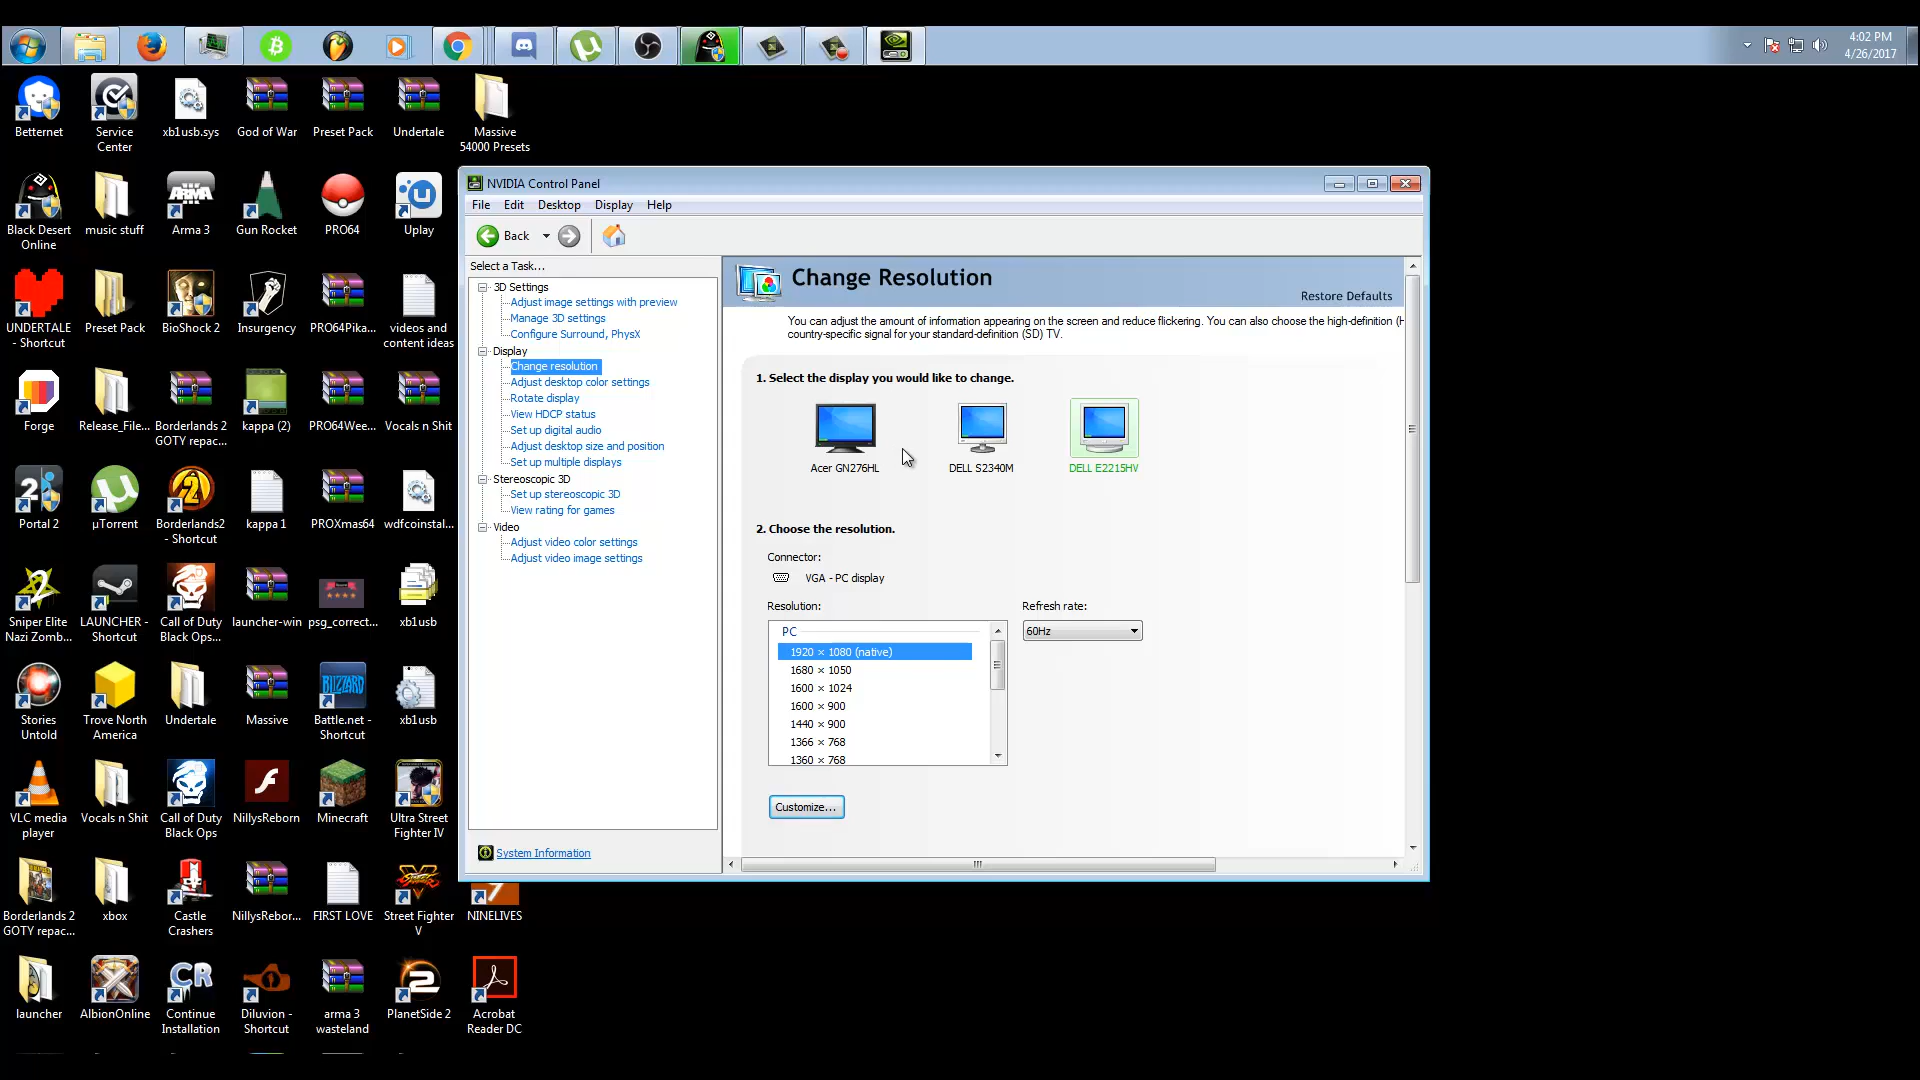 4:02 PM
4/26/2017
Betternet
Service
Center
xb1usb.sys
God of War
Preset Pack
Undertale
Massive
54000 Presets
Black Desert
Online
music stuff
Arma 3
Gun Rocket
PRO64
Uplay
UNDERTALE
- Shortcut
Preset Pack
BioShock 2
Insurgency
PRO64Pika...
videos and
content ideas
Forge
Release_File...
Borderlands 2
GOTY repac...
kappa (2)
PRO64Wee...
Vocals n Shit
Portal 2
µTorrent
Borderlands2
- Shortcut
kappa 1
PROXmas64
wdfcoinstal...
Sniper Elite
Nazi Zomb...
LAUNCHER -
Shortcut
Call of Duty
Black Ops...
launcher-win
psg_correct...
xb1usb
Stories
Untold
Trove North
America
Undertale
Massive
BLIZZARD
Battle.net -
Shortcut
xb1usb
VLC media
player
Vocals n Shit
Call of Duty
Black Ops
NillysReborn
Minecraft
Ultra Street
Fighter IV
Borderlands 2
GOTY repac...
xbox
Castle
Crashers
NillysRebor...
FIRST LOVE
Street Fighter
V
NINELIVES
launcher
AlbionOnline
CR
Continue
Installation
Diluvion -
Shortcut
arma 3
wasteland
PlanetSide 2
Acrobat
Reader DC
NVIDIA Control Panel
File Edit Desktop Display Help
Back
Select a Task...
3D Settings
Adjust image settings with preview
Manage 3D settings
Configure Surround, PhysX
Display
Change resolution
Adjust desktop color settings
Rotate display
View HDCP status
Set up digital audio
Adjust desktop size and position
Set up multiple displays
Stereoscopic 3D
Set up stereoscopic 3D
View rating for games
Video
Adjust video color settings
Adjust video image settings
System Information
Change Resolution
Restore Defaults
You can adjust the amount of information appearing on the screen and reduce flickering. You can also choose the high-definition (H
country-specific signal for your standard-definition (SD) TV.
1. Select the display you would like to change.
Acer GN276HL
DELL S2340M
DELL E2215HV
2. Choose the resolution.
Connector:
VGA - PC display
Resolution:
Refresh rate:
PC
60Hz
1920 × 1080 (native)
1680 × 1050
1600 × 1024
1600 × 900
1440 × 900
1366 × 768
1360 × 768
Customize...